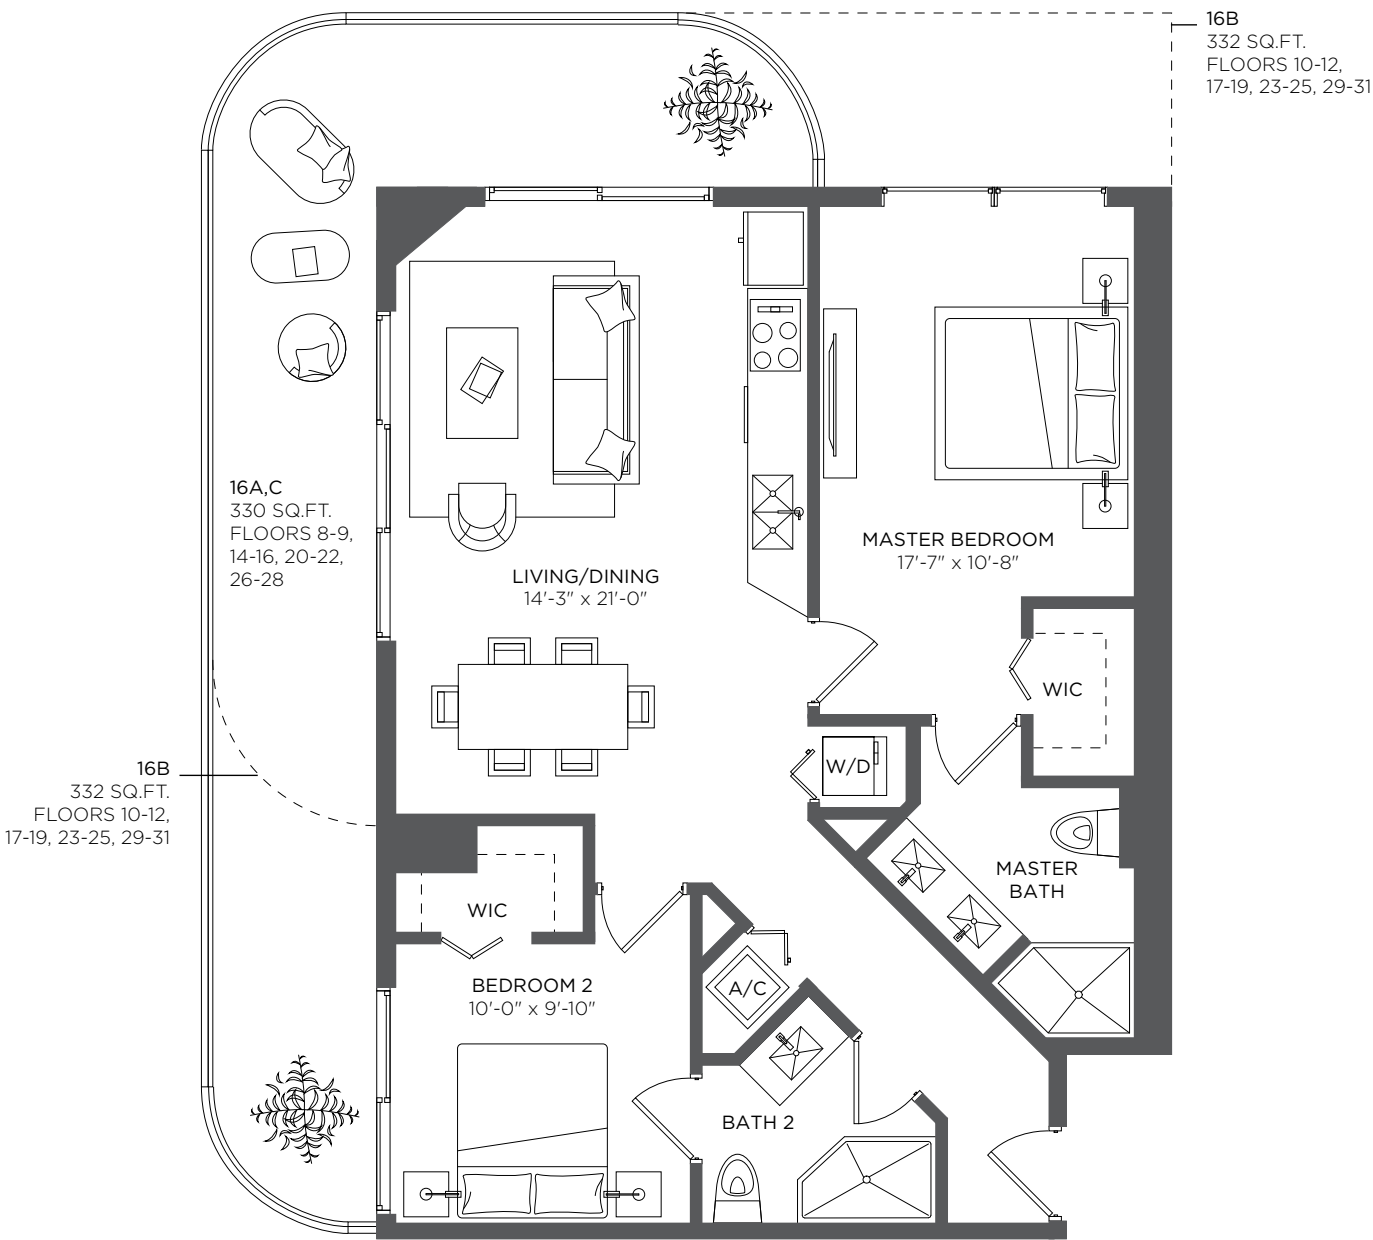 16B
332 SQ.FT.
FLOORS 10-12,
17-19, 23-25, 29-31
16A,C
330 SQ.FT.
FLOORS 8-9,
14-16, 20-22,
26-28
MASTER BEDROOM
17'-7" x 10'-8"
LIVING/DINING
14'-3" x 21'-0"
WIC
W/D
16B
332 SQ.FT.
FLOORS 10-12,
17-19, 23-25, 29-31
MASTER
BATH
WIC
BEDROOM 2
10'-0" x 9'-10"
A/C
BATH 2